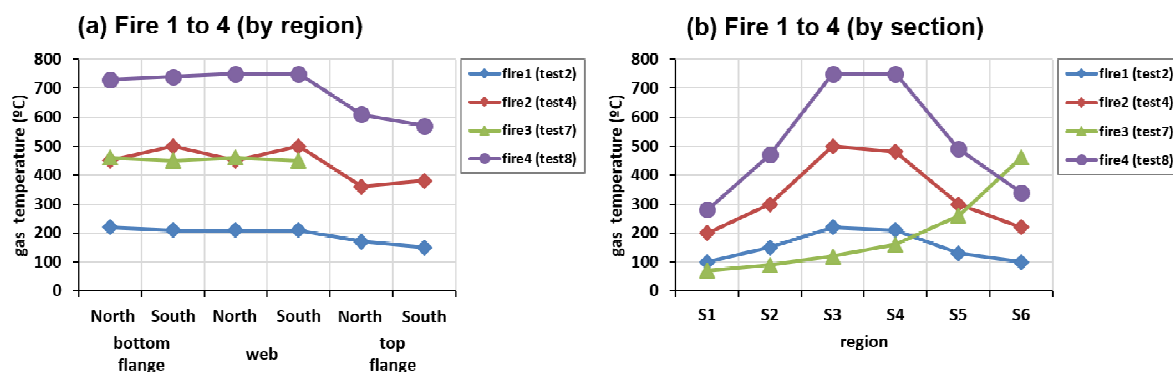 (a) Fire 1 to 4 (by region)
800
700
600
500
400
300
200
100
0
gas temperature (ºC)
North South North South North South
bottom flange
web
top flange
fire1 (test2)
fire2 (test4)
fire3 (test7)
fire4 (test8)
(b) Fire 1 to 4 (by section)
800
700
600
500
400
300
200
100
0
gas temperature (ºC)
S1 S2 S3 S4 S5 S6
region
fire1 (test2)
fire2 (test4)
fire3 (test7)
fire4 (test8)